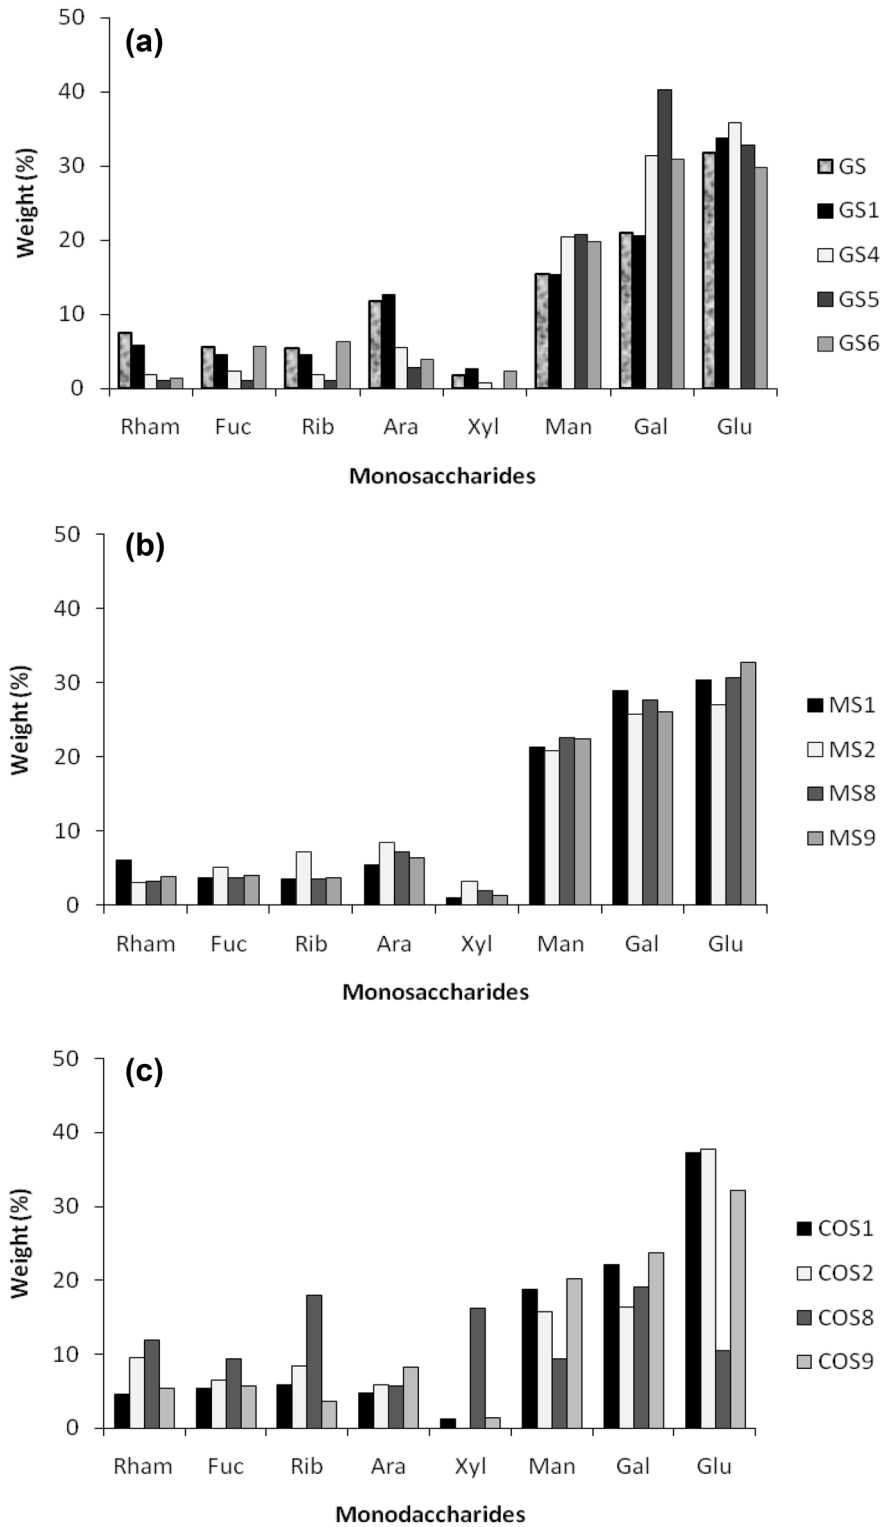 (a)
50
40
30
20
10
0
Weight (%)
Rham Fuc Rib Ara Xyl Man Gal Glu
Monosaccharides
GS
GS1
GS4
GS5
GS6
(b)
50
40
30
20
10
0
Weight (%)
Rham Fuc Rib Ara Xyl Man Gal Glu
Monosaccharides
MS1
MS2
MS8
MS9
(c)
50
40
30
20
10
0
Weight (%)
Rham Fuc Rib Ara Xyl Man Gal Glu
Monodaccharides
COS1
COS2
COS8
COS9